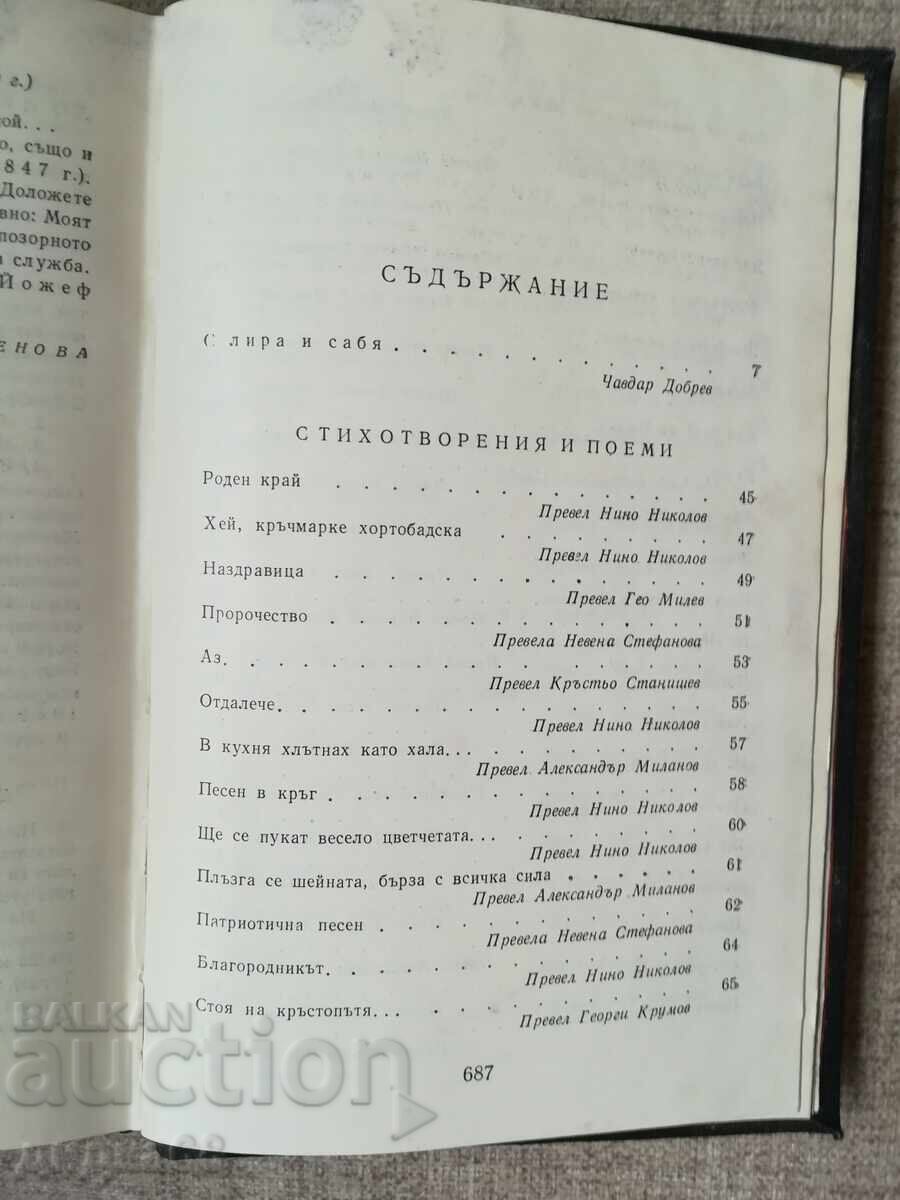 г.)
ой...
о, също и
847 г.).
Доложете
вно: Моят
позорното
а служба.
Йожеф
ЕНОВА
СЪДЪРЖАНИЕ
С лира и сабя . . . . . . . . . . . . 7
Чавдар Добрев
СТИХОТВОРЕНИЯ И ПОЕМИ
Роден край . . . . . . . . . . . . . . 45
Превел Нино Николов
Хей, кръчмарке хортобадска . . . . . . . . 47
Превел Нино Николов
Наздравица . . . . . . . . . . . . . 49
Превел Гео Милев
Пророчество . . . . . . . . . . . . . 51
Превела Невена Стефанова
Аз . . . . . . . . . . . . . . . 53
Превел Кръстьо Станишев
Отдалече . . . . . . . . . . . . . . 55
Превел Нино Николов
В кухня хлътнах като хала... . . . . . . . . 57
Превел Александър Миланов
Песен в кръг . . . . . . . . . . . . . 58
Превел Нино Николов
Ще се пукат весело цветчетата... . . . . . . . 60
Превел Нино Николов
Плъзга се шейната, бърза с всичка сила . . . . . . 61
Превел Александър Миланов
Патриотична песен . . . . . . . . . . . 62
Превела Невена Стефанова
Благородникът . . . . . . . . . . . . 64
Превел Нино Николов
Стоя на кръстопътя... . . . . . . . . . . 65
Превел Георги Крумов
687
BALKAN
auction